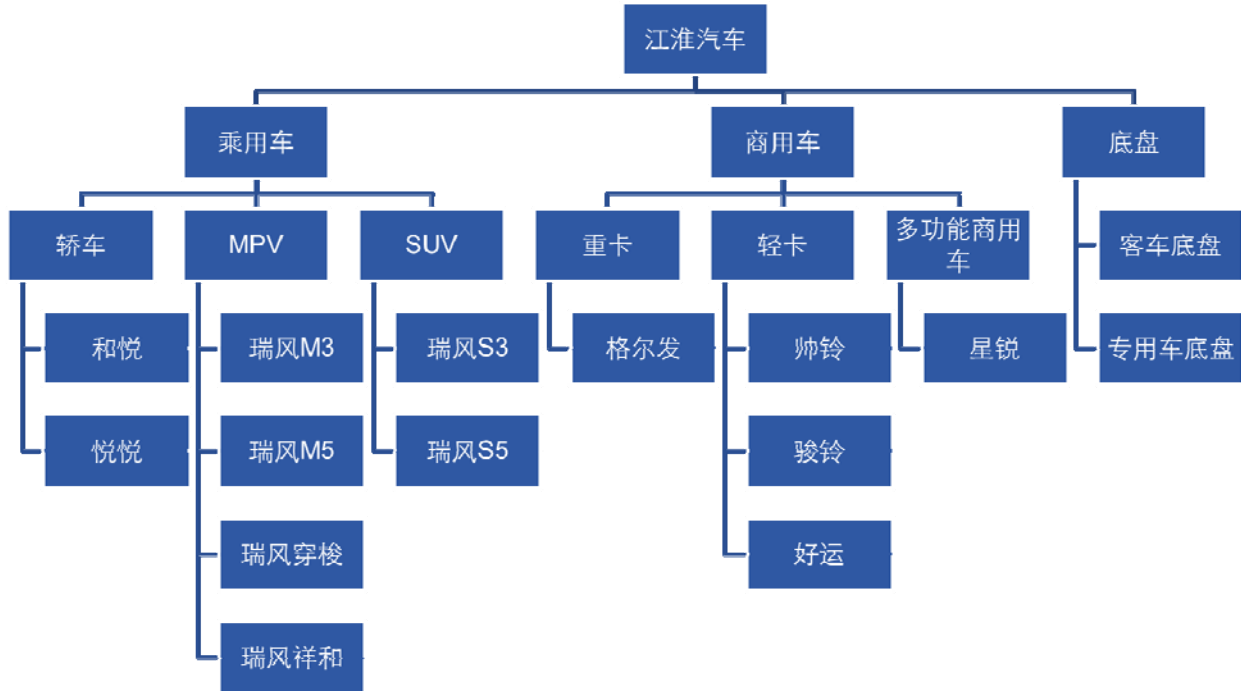 江淮汽车
乘用车
商用车
底盘
轿车
MPV
SUV
重卡
轻卡
多功能商用
车
客车底盘
和悦
瑞风M3
瑞风S3
格尔发
帅铃
星锐
专用车底盘
悦悦
瑞风M5
瑞风S5
骏铃
瑞风穿梭
好运
瑞风祥和